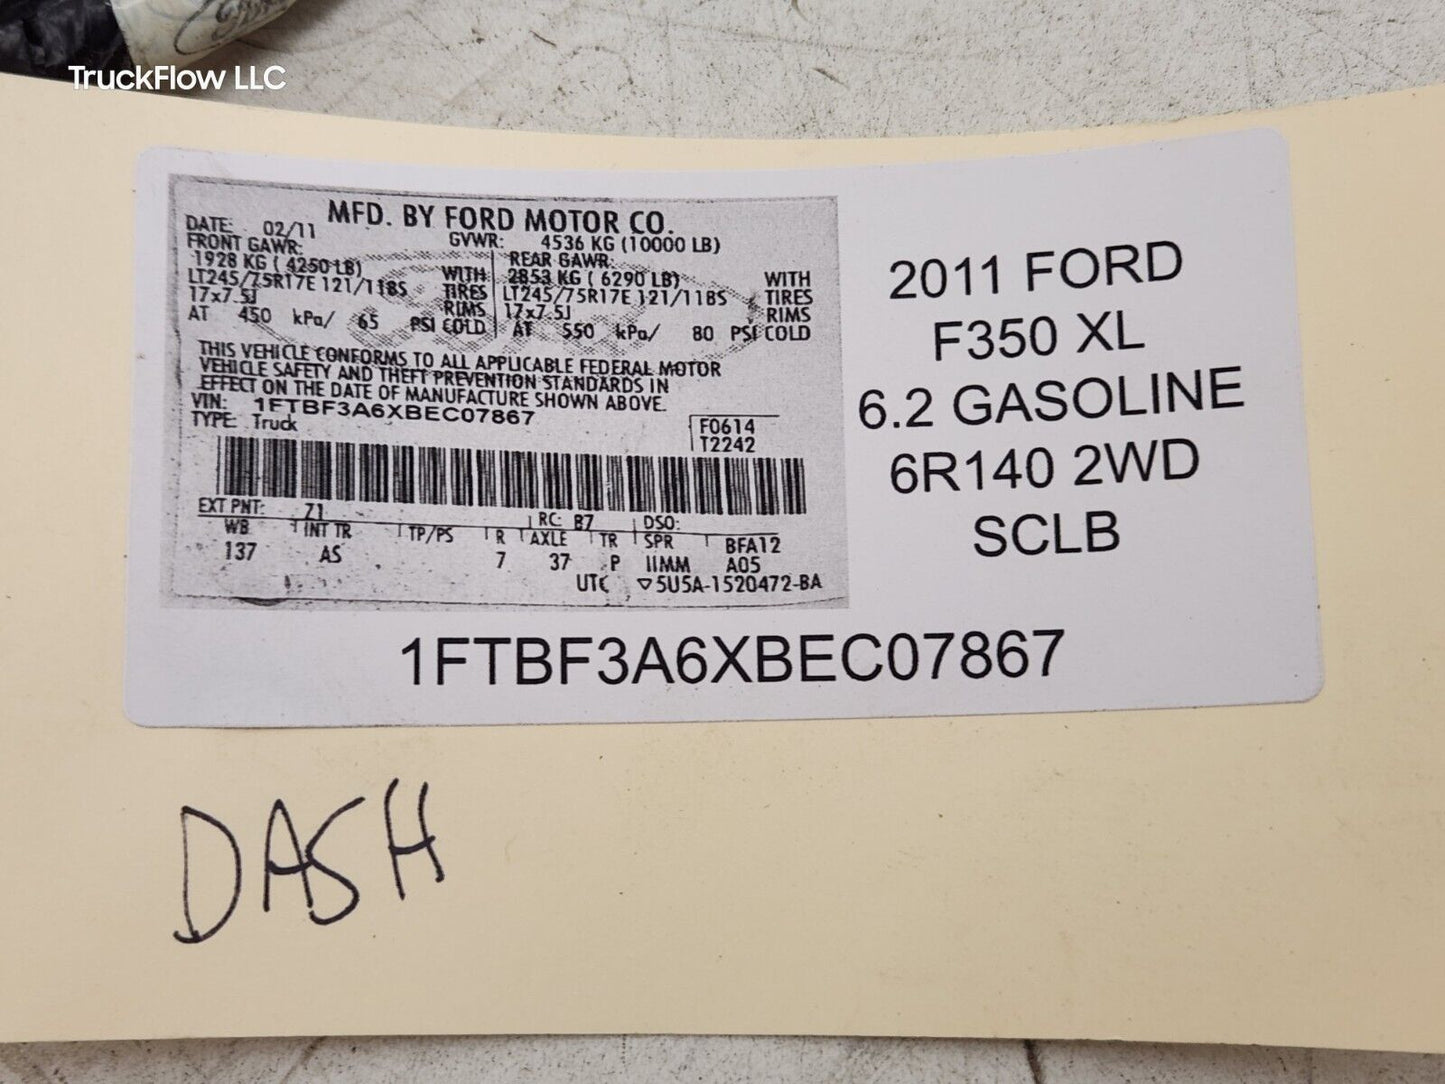 TruckFlow LLC
MFD. BY FORD MOTOR CO.
DATE: 02/11 GVWR: 4536 KG (10000 LB)
FRONT GAWR: REAR GAWR:
1928 KG ( 4250 LB) WITH 2853 KG ( 6290 LB) WITH
LT245/75R17E 121/118S TIRES LT245/75R17E 121/118S TIRES
17x7.5J RIMS 17x7.5J RIMS
AT 450 kPa/ 65 PSI COLD AT 550 kPa/ 80 PSI COLD
THIS VEHICLE CONFORMS TO ALL APPLICABLE FEDERAL MOTOR
VEHICLE SAFETY AND THEFT PREVENTION STANDARDS IN
EFFECT ON THE DATE OF MANUFACTURE SHOWN ABOVE.
VIN: 1FTBF3A6XBEC07867
TYPE: Truck F0614
T2242
EXT PNT: Z1 RC: B7 DSO:
WB INT TR TP/PS R AXLE TR SPR BFA12
137 AS 7 37 P IIMM A05
UTC ▽5U5A-1520472-BA
2011 FORD
F350 XL
6.2 GASOLINE
6R140 2WD
SCLB
1FTBF3A6XBEC07867
DASH